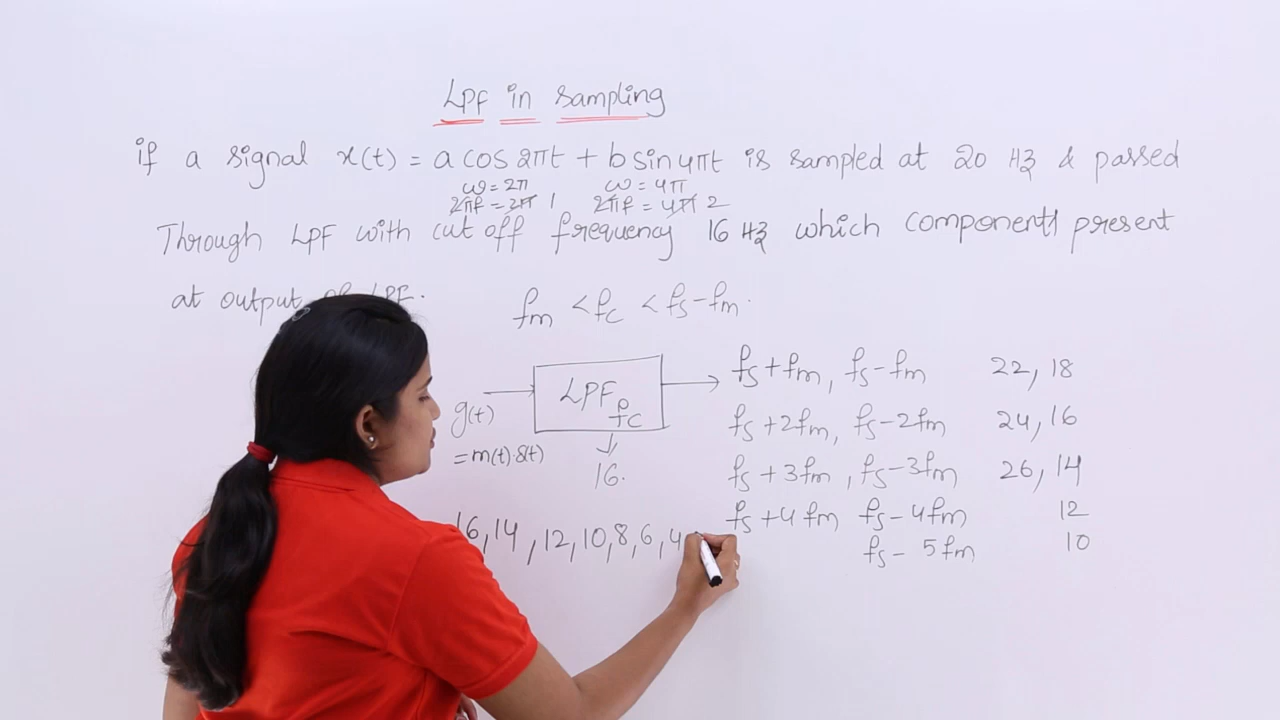 LPF in sampling
if a signal x(t) = a cos 2πt + b sin 4πt is sampled at 20 Hz & passed
ω = 2π ω = 4π
2πf = 2π 1 2πf = 4π 2
Through LPF with cut off frequency 16 Hz which components present
at output of LPF.
fm < fc < fs - fm.
g(t)
= m(t).δ(t)
LPF fc
16.
fs + fm, fs - fm 22, 18
fs + 2fm, fs - 2fm 24, 16
fs + 3fm, fs - 3fm 26, 14
fs + 4fm fs - 4fm 12
fs - 5fm 10
16, 14, 12, 10, 8, 6, 4